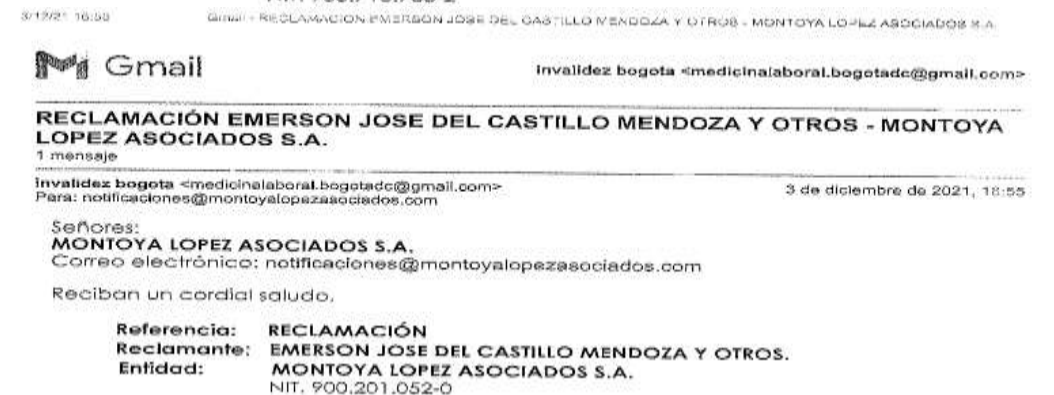 3/12/21 18:55 Gmail - RECLAMACIÓN EMERSON JOSE DEL CASTILLO MENDOZA Y OTROS - MONTOYA LOPEZ ASOCIADOS S.A.
Gmail
invalidez bogota <medicinalaboral.bogotadc@gmail.com>
RECLAMACIÓN EMERSON JOSE DEL CASTILLO MENDOZA Y OTROS - MONTOYA
LOPEZ ASOCIADOS S.A.
1 mensaje
invalidez bogota <medicinalaboral.bogotadc@gmail.com> 3 de diciembre de 2021, 18:55
Para: notificaciones@montoyalopezasociados.com
Señores:
MONTOYA LOPEZ ASOCIADOS S.A.
Correo electrónico: notificaciones@montoyalopezasociados.com
Reciban un cordial saludo.
Referencia: RECLAMACIÓN
Reclamante: EMERSON JOSE DEL CASTILLO MENDOZA Y OTROS.
Entidad: MONTOYA LOPEZ ASOCIADOS S.A.
NIT. 900.201.052-0